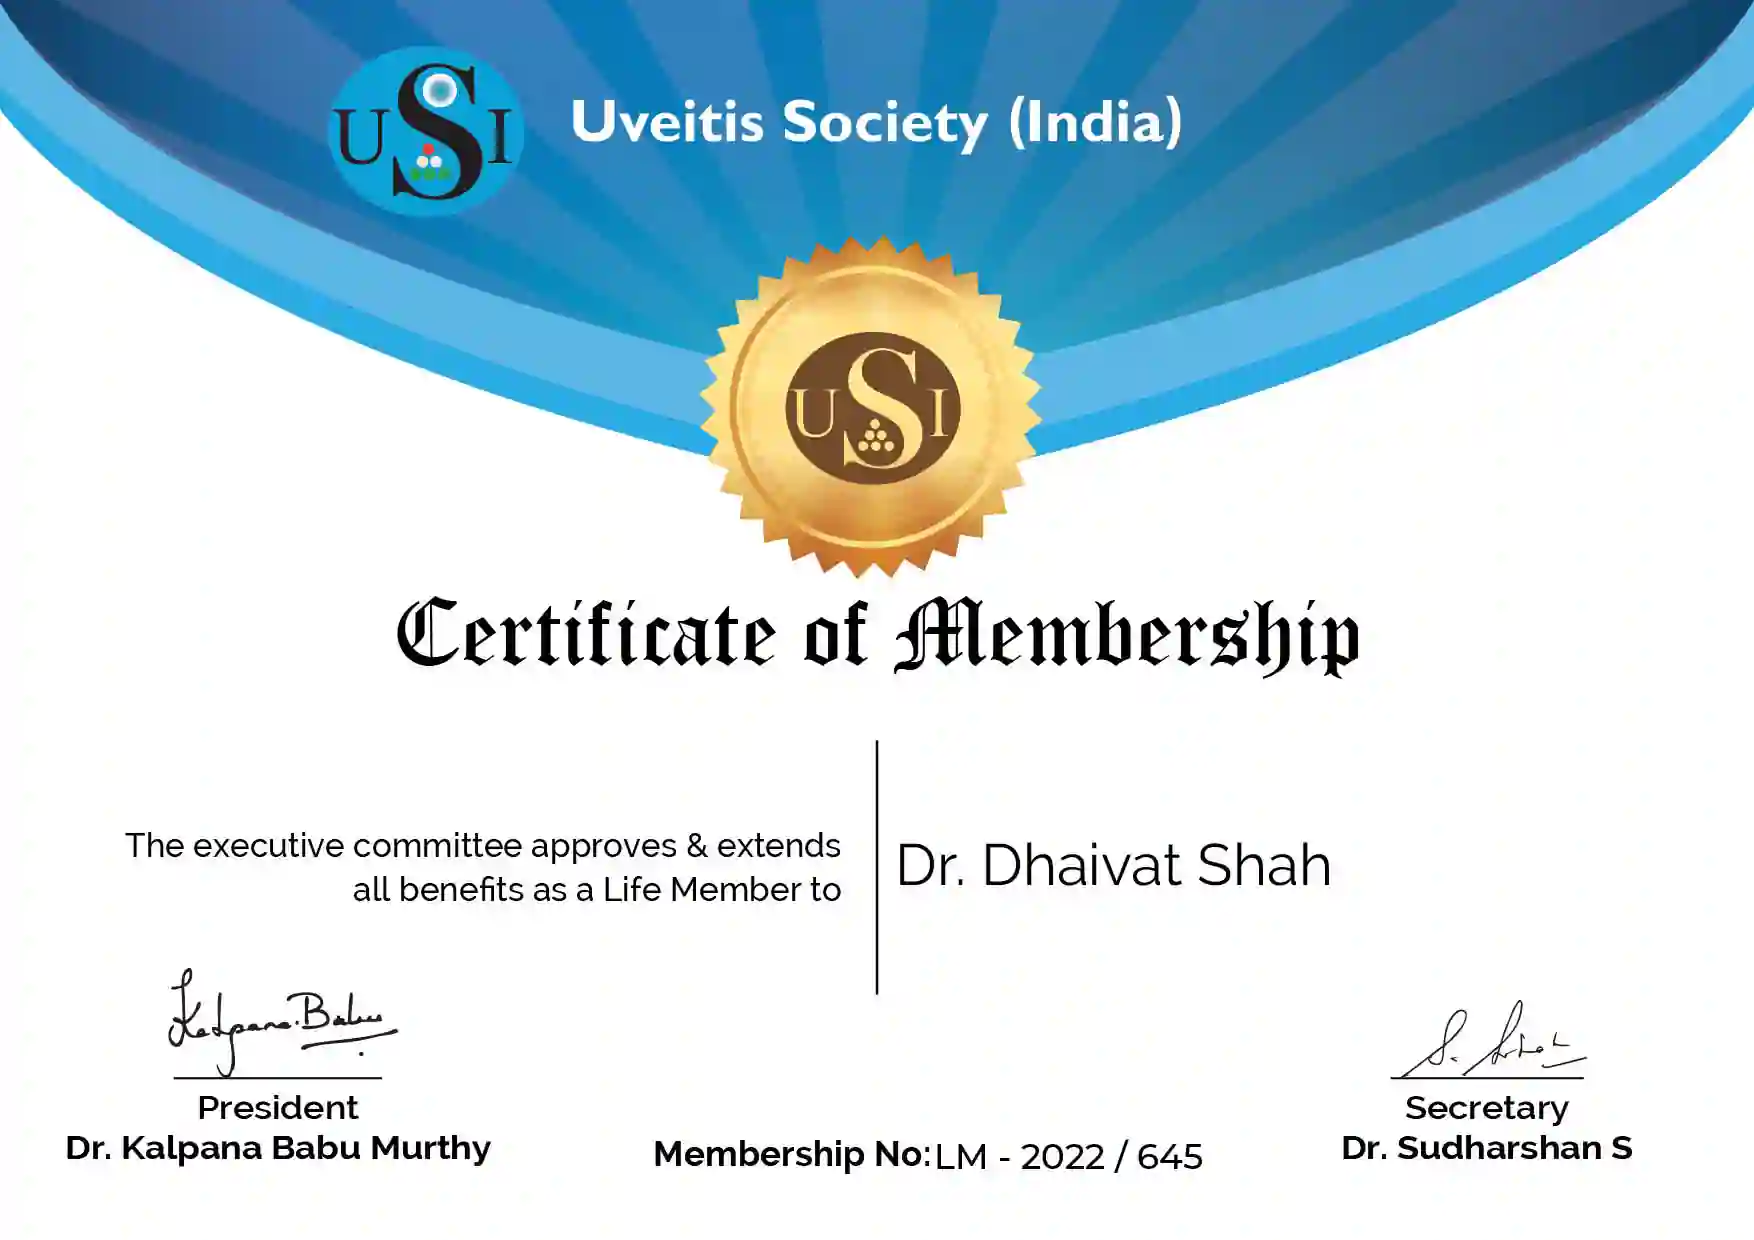 USI
Uveitis Society (India)
USI
Certificate of Membership
The executive committee approves & extends
all benefits as a Life Member to
Dr. Dhaivat Shah
Kalpana Babu
President
Dr. Kalpana Babu Murthy
Membership No: LM - 2022 / 645
Secretary
Dr. Sudharshan S